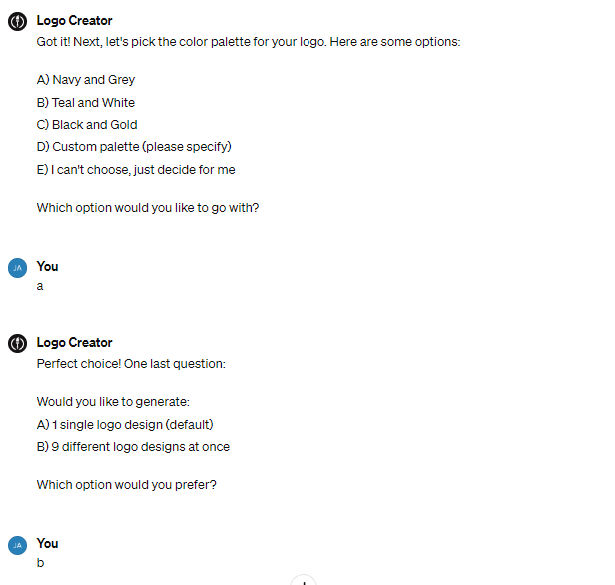 Logo Creator
Got it! Next, let's pick the color palette for your logo. Here are some options:
A) Navy and Grey
B) Teal and White
C) Black and Gold
D) Custom palette (please specify)
E) I can't choose, just decide for me
Which option would you like to go with?
JA
You
a
Logo Creator
Perfect choice! One last question:
Would you like to generate:
A) 1 single logo design (default)
B) 9 different logo designs at once
Which option would you prefer?
JA
You
b